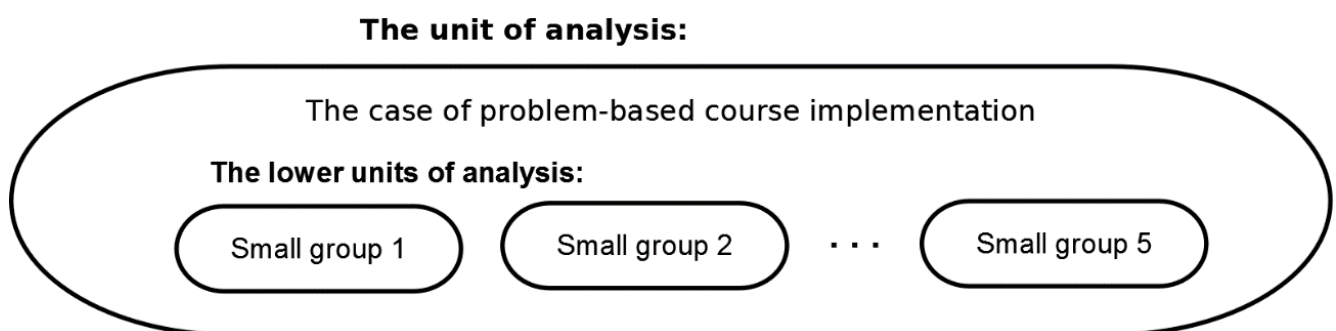 The unit of analysis:
The case of problem-based course implementation
The lower units of analysis:
Small group 1 Small group 2 . . . Small group 5